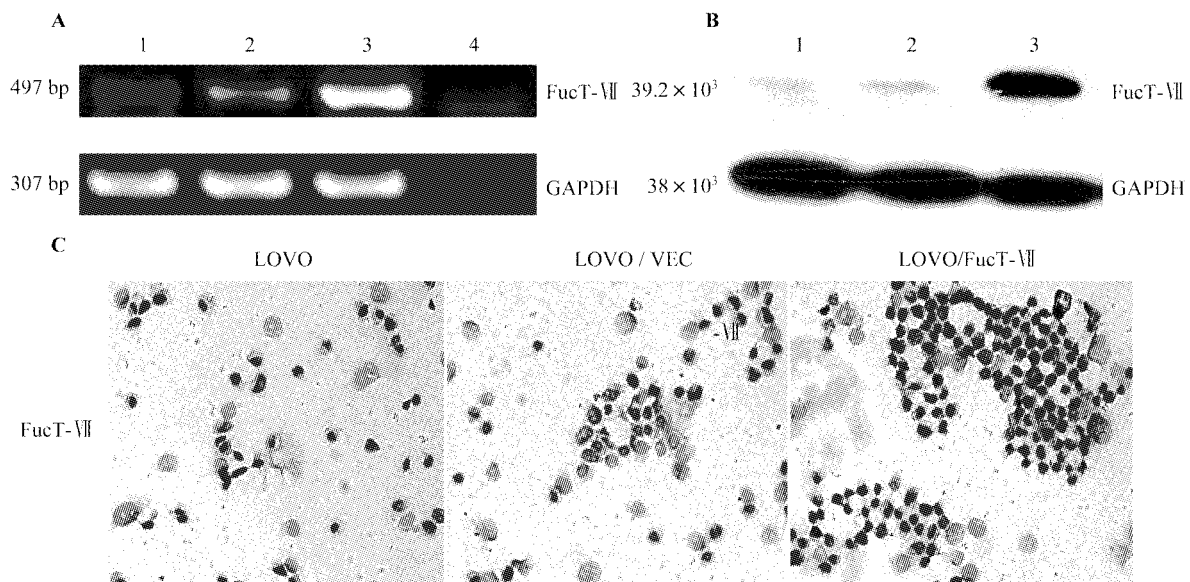 A
1 2 3 4
497 bp
FucT-Ⅶ
307 bp
GAPDH
B
1 2 3
39.2 × 10³
FucT-Ⅶ
38 × 10³
GAPDH
C
LOVO
LOVO / VEC
LOVO/FucT-Ⅶ
-Ⅶ
FucT-Ⅶ